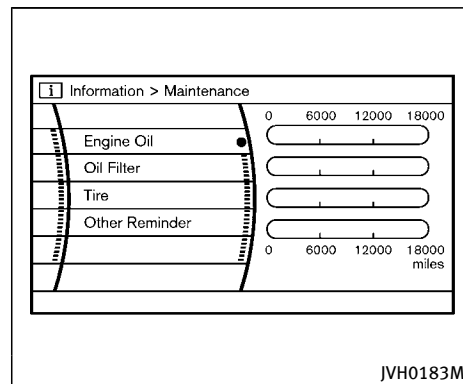 i Information > Maintenance
0 6000 12000 18000
Engine Oil
Oil Filter
Tire
Other Reminder
0 6000 12000 18000
miles
JVH0183M